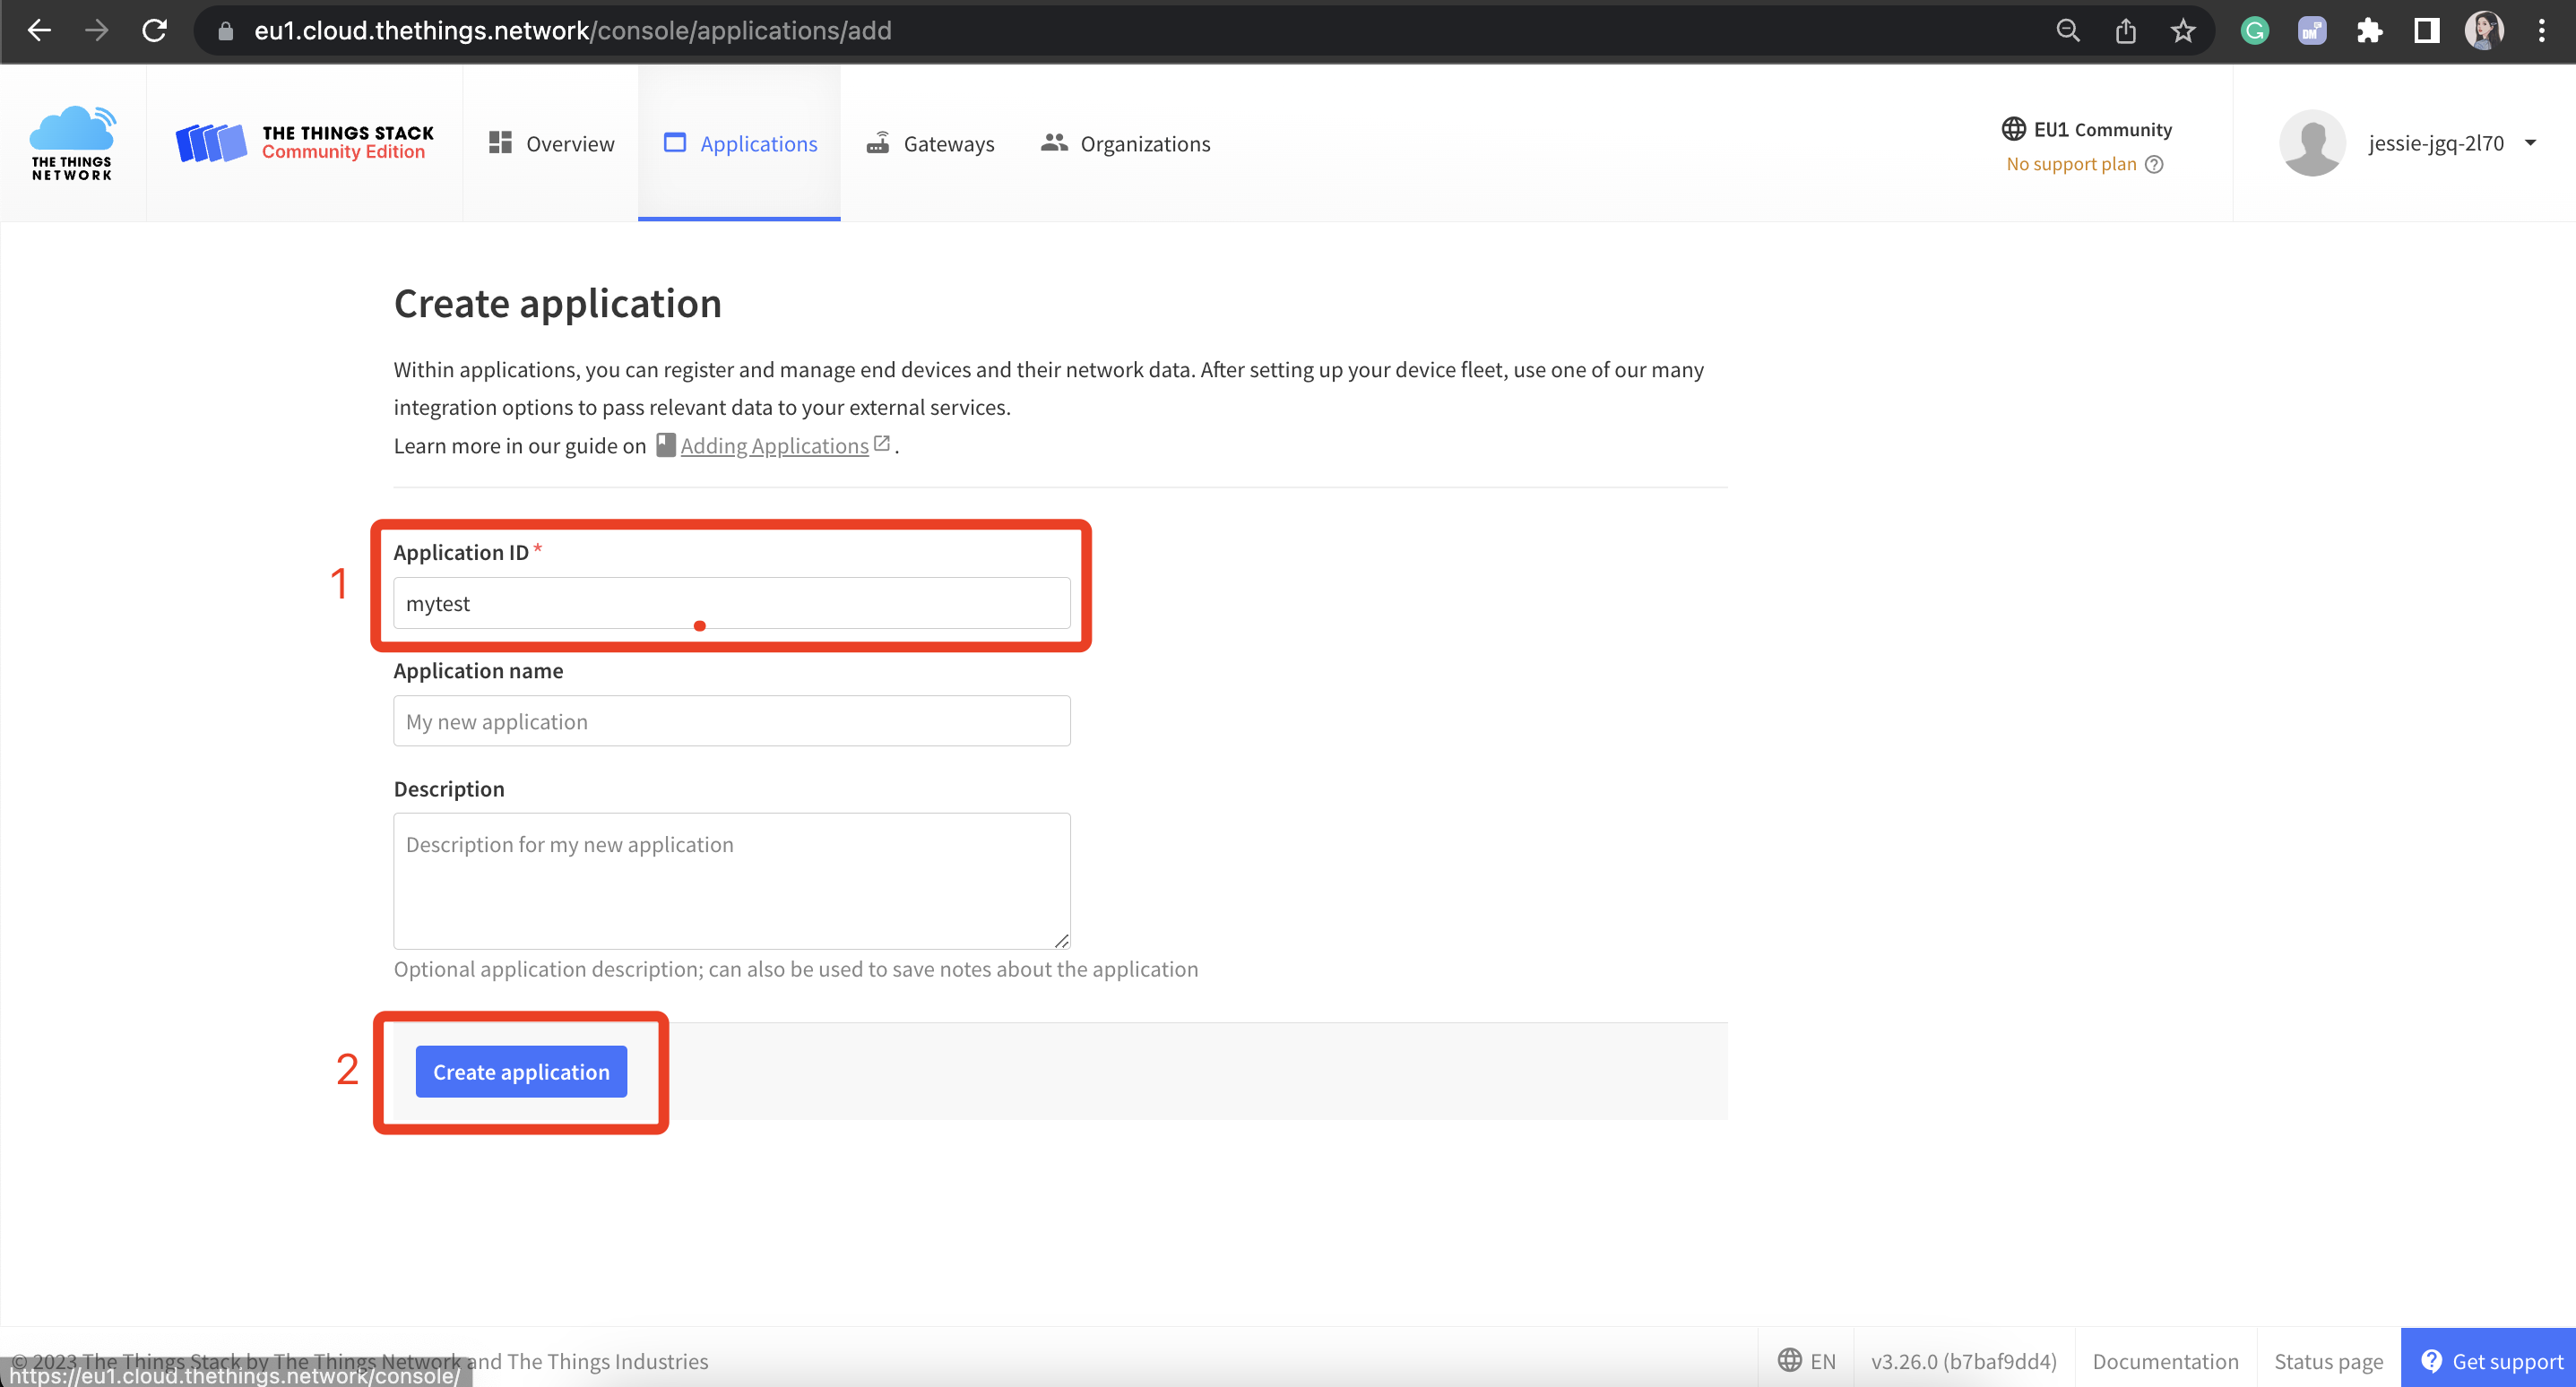 eu1.cloud.thethings.network/console/applications/add
THE THINGS
NETWORK
THE THINGS STACK
Community Edition
Overview
Applications
Gateways
Organizations
EU1 Community
No support plan
jessie-jgq-2l70
Create application
Within applications, you can register and manage end devices and their network data. After setting up your device fleet, use one of our many
integration options to pass relevant data to your external services.
Learn more in our guide on Adding Applications .
Application ID *
1
mytest
Application name
My new application
Description
Description for my new application
Optional application description; can also be used to save notes about the application
2
Create application
© 2023 The Things Stack by The Things Network and The Things Industries
EN
v3.26.0 (b7baf9dd4)
Documentation
Status page
Get support
https://eu1.cloud.thethings.network/console/